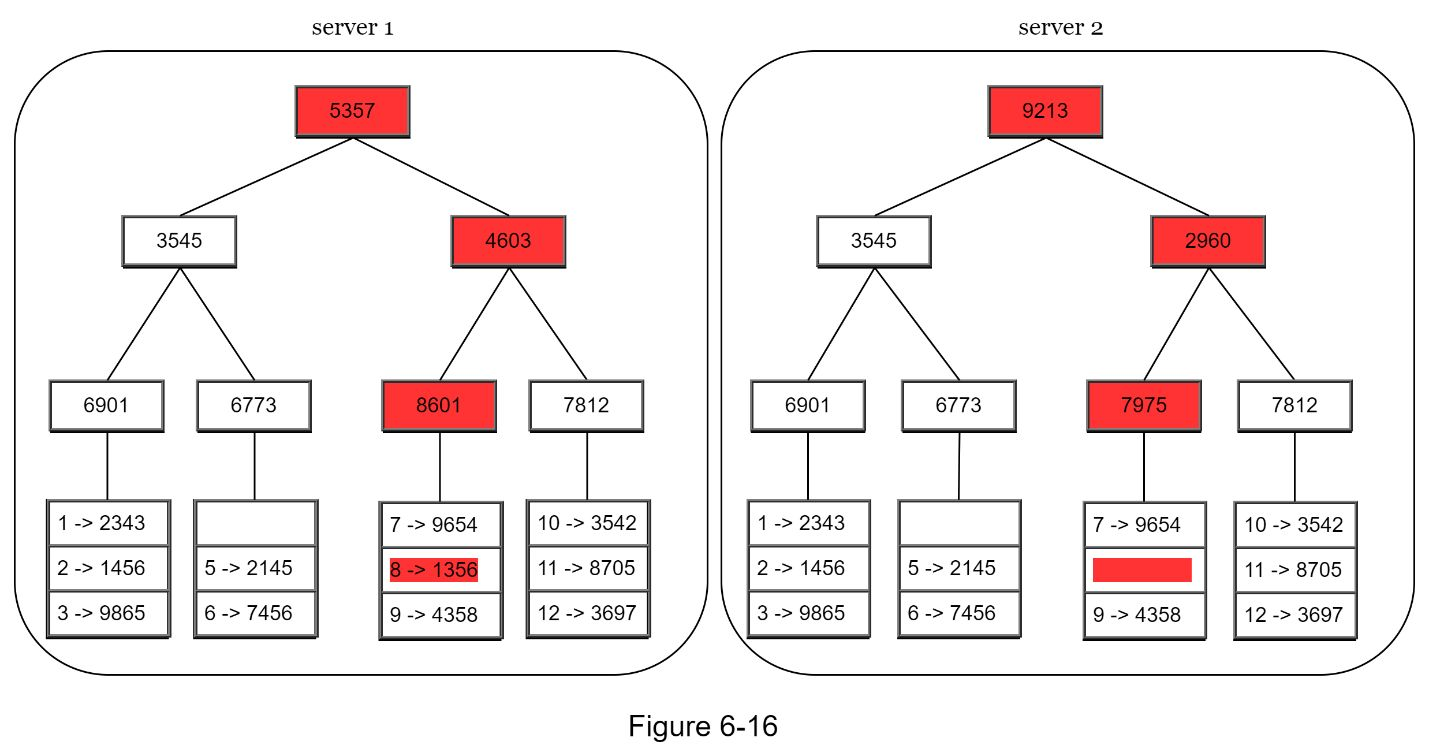 server 1
server 2
5357
9213
3545
4603
3545
2960
6901
6773
8601
7812
6901
6773
7975
7812
1 -> 2343
2 -> 1456
3 -> 9865
5 -> 2145
6 -> 7456
7 -> 9654
8 -> 1356
9 -> 4358
10 -> 3542
11 -> 8705
12 -> 3697
1 -> 2343
2 -> 1456
3 -> 9865
5 -> 2145
6 -> 7456
7 -> 9654
9 -> 4358
10 -> 3542
11 -> 8705
12 -> 3697
Figure 6-16